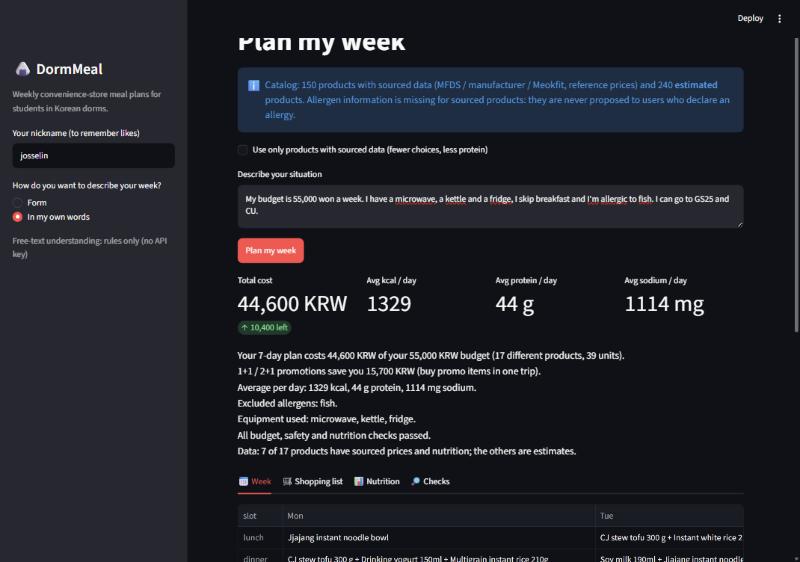 Deploy
DormMeal
Weekly convenience-store meal plans for
students in Korean dorms.
Your nickname (to remember likes)
josselin
How do you want to describe your week?
Form
In my own words
Free-text understanding: rules only (no API
key)
Plan my week
Catalog: 150 products with sourced data (MFDS / manufacturer / Meokfit, reference prices) and 240 estimated
products. Allergen information is missing for sourced products: they are never proposed to users who declare an
allergy.
Use only products with sourced data (fewer choices, less protein)
Describe your situation
My budget is 55,000 won a week. I have a microwave, a kettle and a fridge, I skip breakfast and I'm allergic to fish. I can go to GS25 and
CU.
Plan my week
Total cost Avg kcal / day Avg protein / day Avg sodium / day
44,600 KRW 1329 44 g 1114 mg
↑ 10,400 left
Your 7-day plan costs 44,600 KRW of your 55,000 KRW budget (17 different products, 39 units).
1+1 / 2+1 promotions save you 15,700 KRW (buy promo items in one trip).
Average per day: 1329 kcal, 44 g protein, 1114 mg sodium.
Excluded allergens: fish.
Equipment used: microwave, kettle, fridge.
All budget, safety and nutrition checks passed.
Data: 7 of 17 products have sourced prices and nutrition; the others are estimates.
Week Shopping list Nutrition Checks
slot Mon Tue
lunch Jjajang instant noodle bowl CJ stew tofu 300 g + Instant white rice 2
dinner CJ stew tofu 300 g + Drinking yogurt 150ml + Multigrain instant rice 210g Soy milk 190ml + Jjajang instant noodle